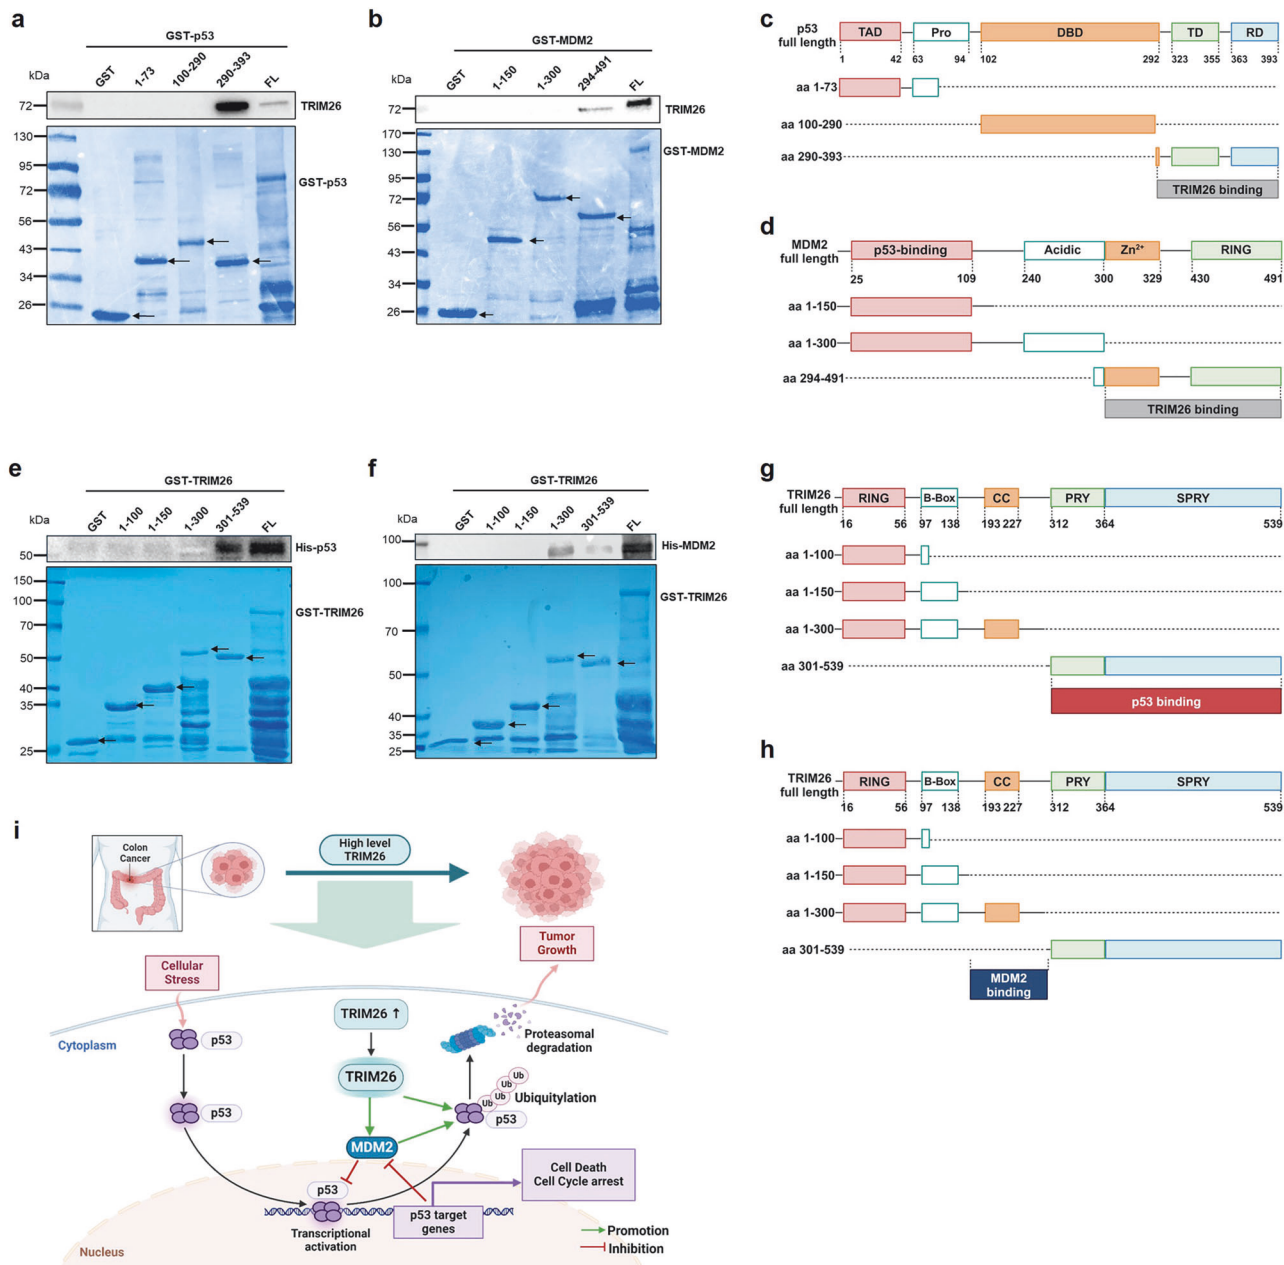 a
GST-p53
kDa
GST
1-73
100-290
290-393
FL
72
TRIM26
130
95
72
56
43
34
26
GST-p53
b
GST-MDM2
kDa
GST
1-150
1-300
294-491
FL
72
TRIM26
170
130
95
72
56
43
34
26
GST-MDM2
c
p53
full length
TAD
Pro
DBD
TD
RD
1 42 63 94 102 292 323 355 363 393
aa 1-73
aa 100-290
aa 290-393
TRIM26 binding
d
MDM2
full length
p53-binding
Acidic
Zn²⁺
RING
25 109 240 300 329 430 491
aa 1-150
aa 1-300
aa 294-491
TRIM26 binding
e
GST-TRIM26
kDa
GST
1-100
1-150
1-300
301-539
FL
50
His-p53
150
100
70
50
40
35
25
GST-TRIM26
f
GST-TRIM26
kDa
GST
1-100
1-150
1-300
301-539
FL
100
His-MDM2
100
70
50
40
35
25
GST-TRIM26
g
TRIM26
full length
RING
B-Box
CC
PRY
SPRY
16 56 97 138 193 227 312 364 539
aa 1-100
aa 1-150
aa 1-300
aa 301-539
p53 binding
h
TRIM26
full length
RING
B-Box
CC
PRY
SPRY
16 56 97 138 193 227 312 364 539
aa 1-100
aa 1-150
aa 1-300
aa 301-539
MDM2
binding
i
Colon
Cancer
High level
TRIM26
Tumor
Growth
Cellular
Stress
Cytoplasm
p53
p53
TRIM26 ↑
TRIM26
MDM2
Proteasomal
degradation
Ub
Ub
Ub
Ub
Ubiquitylation
p53
p53
Transcriptional
activation
p53 target
genes
Cell Death
Cell Cycle arrest
Promotion
Inhibition
Nucleus